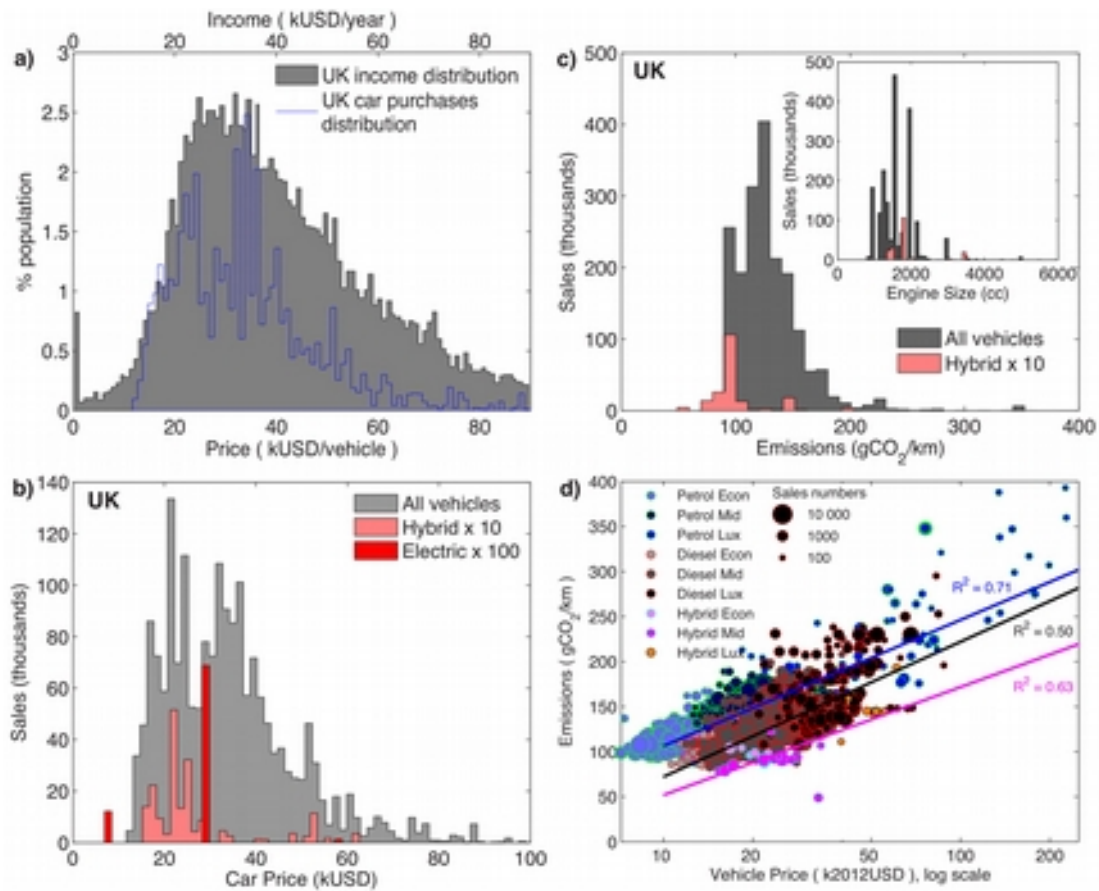 Income ( kUSD/year )
0 20 40 60 80
a)
3
2.5
2
1.5
1
0.5
0
% population
UK income distribution
UK car purchases
distribution
0 20 40 60 80
Price ( kUSD/vehicle )
c)
UK
500
400
300
200
100
0
Sales (thousands)
500
400
300
200
100
0
Sales (thousands)
0 2000 4000 6000
Engine Size (cc)
All vehicles
Hybrid x 10
0 100 200 300 400
Emissions (gCO2/km)
b)
UK
140
120
100
80
60
40
20
0
Sales (thousands)
All vehicles
Hybrid x 10
Electric x 100
0 20 40 60 80 100
Car Price (kUSD)
d)
400
350
300
250
200
150
100
50
0
Emissions ( gCO2/km )
Petrol Econ
Petrol Mid
Petrol Lux
Diesel Econ
Diesel Mid
Diesel Lux
Hybrid Econ
Hybrid Mid
Hybrid Lux
Sales numbers
10 000
1000
100
R2 = 0.71
R2 = 0.50
R2 = 0.63
10 20 50 100 200
Vehicle Price ( k2012USD ), log scale